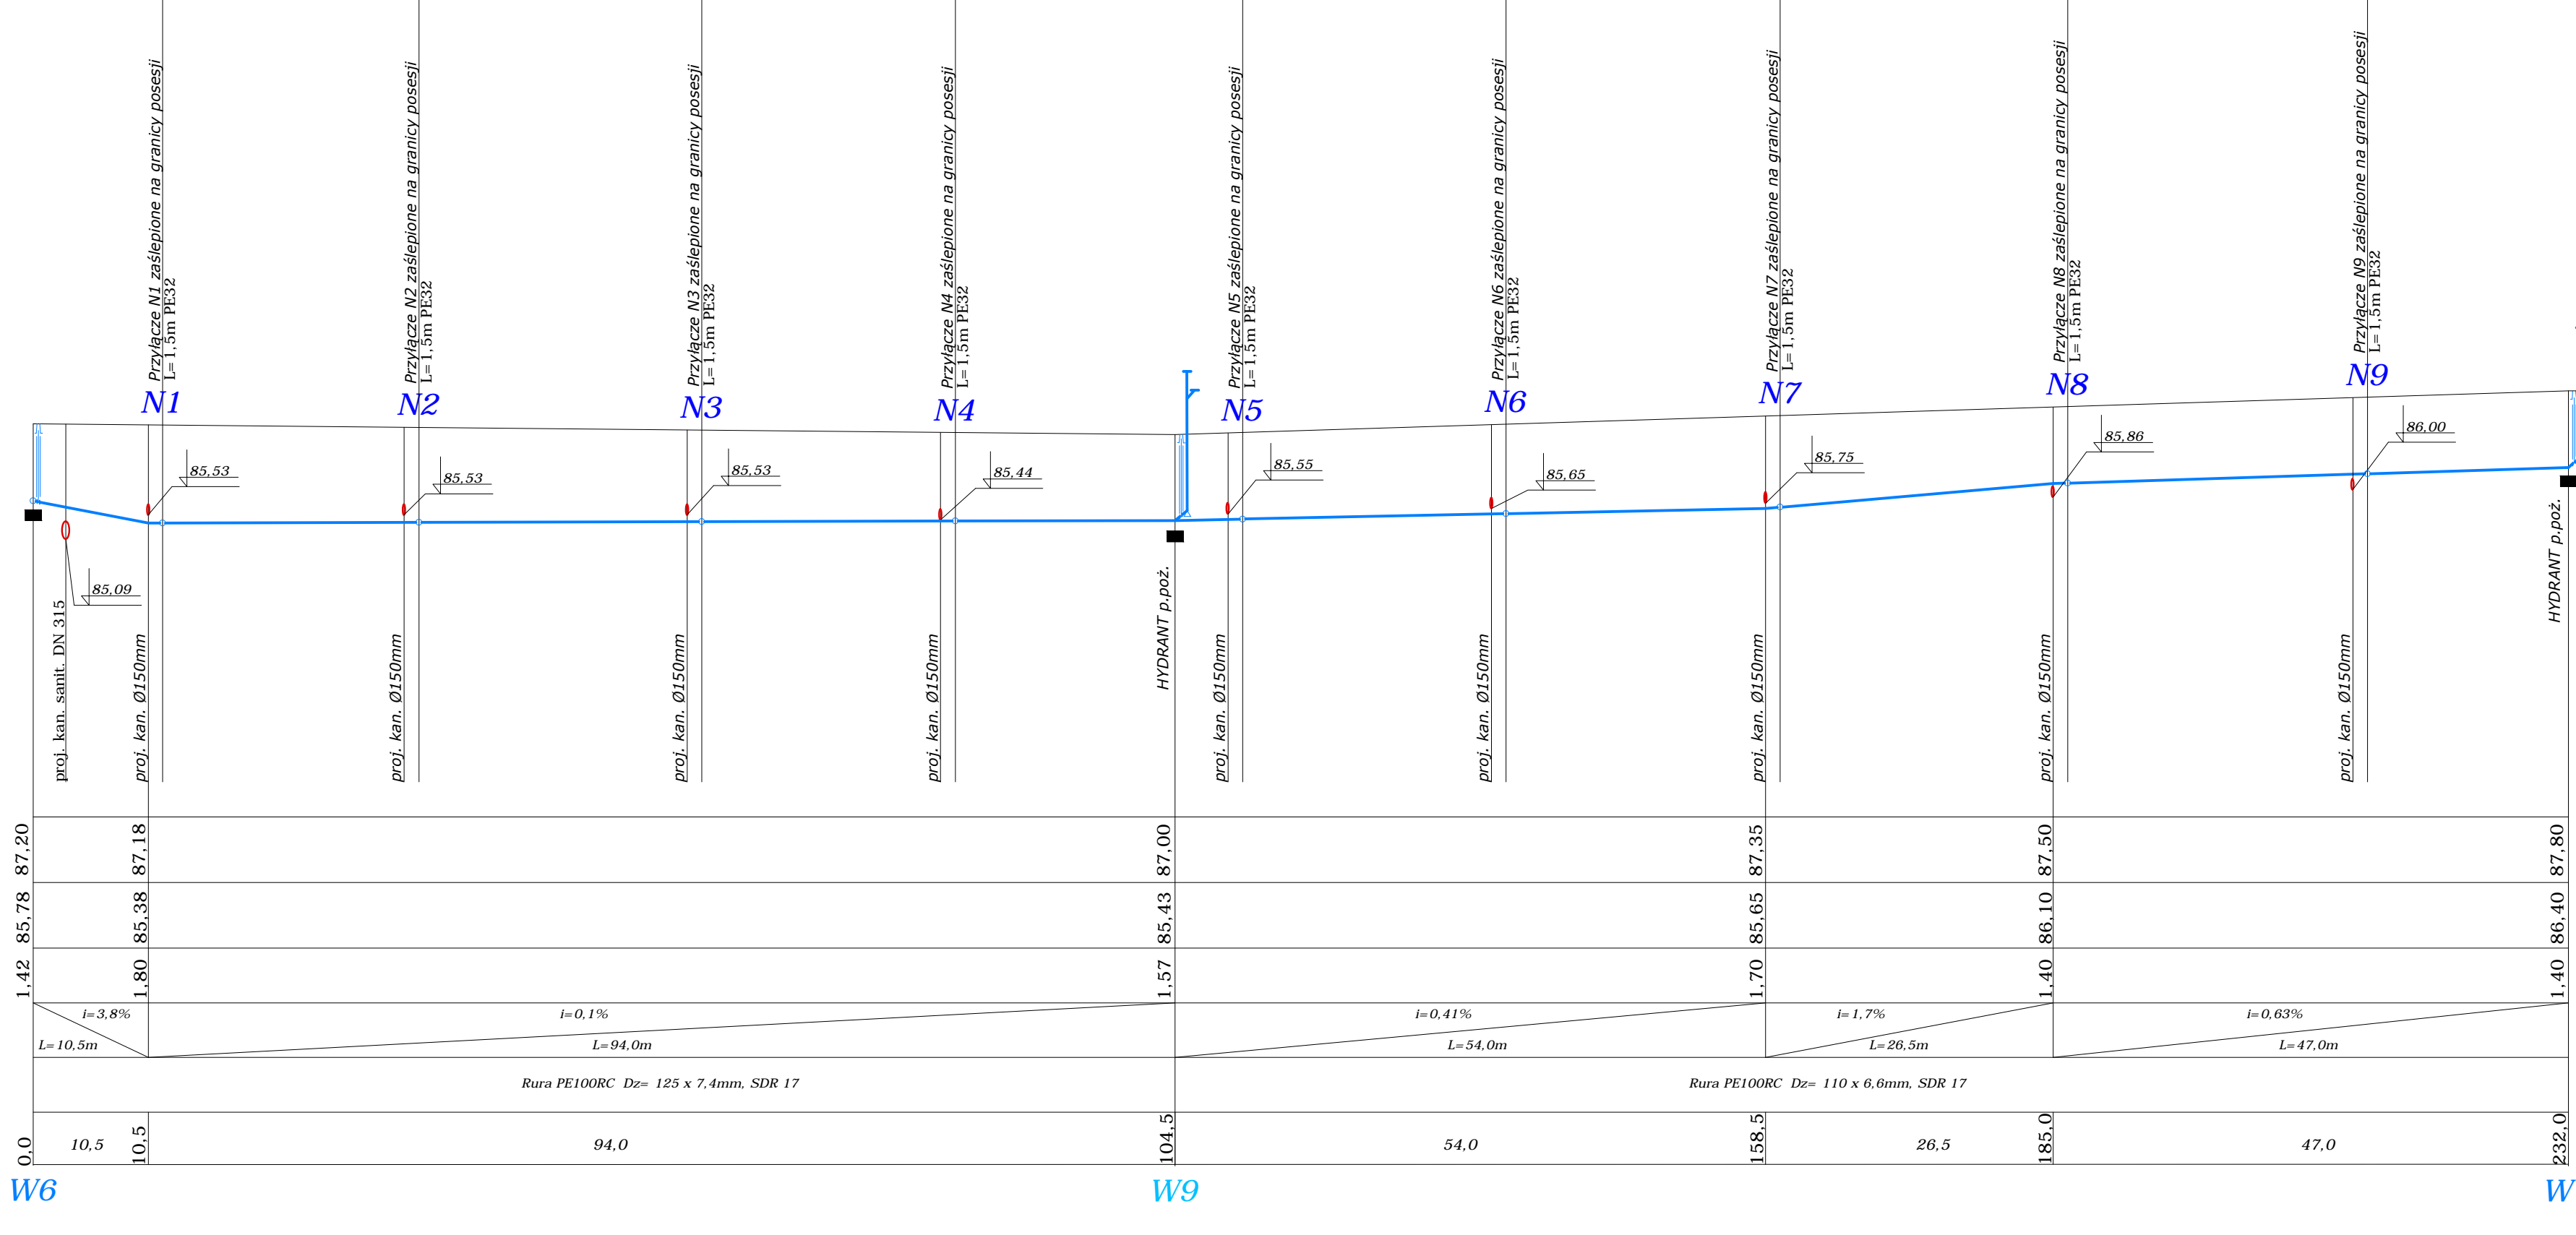 Przyłącze N1 zaślepione na granicy posesji
L=1,5m PE32
Przyłącze N2 zaślepione na granicy posesji
L=1,5m PE32
Przyłącze N3 zaślepione na granicy posesji
L=1,5m PE32
Przyłącze N4 zaślepione na granicy posesji
L=1,5m PE32
Przyłącze N5 zaślepione na granicy posesji
L=1,5m PE32
Przyłącze N6 zaślepione na granicy posesji
L=1,5m PE32
Przyłącze N7 zaślepione na granicy posesji
L=1,5m PE32
Przyłącze N8 zaślepione na granicy posesji
L=1,5m PE32
Przyłącze N9 zaślepione na granicy posesji
L=1,5m PE32
N1 N2 N3 N4 N5 N6 N7 N8 N9
85,53 85,53 85,53 85,44 85,55 85,65 85,75 85,86 86,00
85,09
HYDRANT p.poż.
HYDRANT p.poż.
proj. kan. sanit. DN 315
proj. kan. Ø150mm
proj. kan. Ø150mm
proj. kan. Ø150mm
proj. kan. Ø150mm
proj. kan. Ø150mm
proj. kan. Ø150mm
proj. kan. Ø150mm
proj. kan. Ø150mm
proj. kan. Ø150mm
87,20 87,18 87,00 87,35 87,50 87,80
85,78 85,38 85,43 85,65 86,10 86,40
1,42 1,80 1,57 1,70 1,40 1,40
i=3,8% i=0,1% i=0,41% i=1,7% i=0,63%
L=10,5m L=94,0m L=54,0m L=26,5m L=47,0m
Rura PE100RC Dz= 125 x 7,4mm, SDR 17 Rura PE100RC Dz= 110 x 6,6mm, SDR 17
0,0 10,5 10,5 94,0 104,5 54,0 158,5 26,5 185,0 47,0 232,0
W6 W9 W